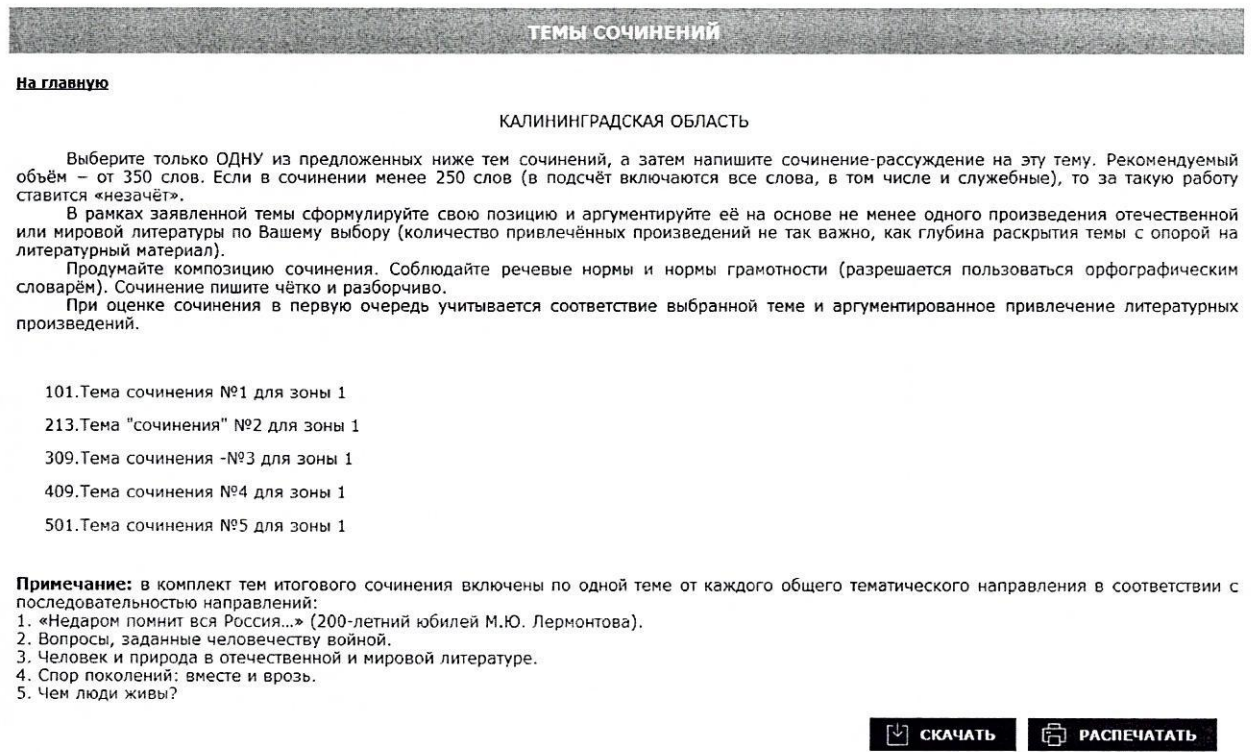 ТЕМЫ СОЧИНЕНИЙ
На главную
КАЛИНИНГРАДСКАЯ ОБЛАСТЬ
Выберите только ОДНУ из предложенных ниже тем сочинений, а затем напишите сочинение-рассуждение на эту тему. Рекомендуемый
объём – от 350 слов. Если в сочинении менее 250 слов (в подсчёт включаются все слова, в том числе и служебные), то за такую работу
ставится «незачёт».
В рамках заявленной темы сформулируйте свою позицию и аргументируйте её на основе не менее одного произведения отечественной
или мировой литературы по Вашему выбору (количество привлечённых произведений не так важно, как глубина раскрытия темы с опорой на
литературный материал).
Продумайте композицию сочинения. Соблюдайте речевые нормы и нормы грамотности (разрешается пользоваться орфографическим
словарём). Сочинение пишите чётко и разборчиво.
При оценке сочинения в первую очередь учитывается соответствие выбранной теме и аргументированное привлечение литературных
произведений.
101.Тема сочинения №1 для зоны 1
213.Тема "сочинения" №2 для зоны 1
309.Тема сочинения -№3 для зоны 1
409.Тема сочинения №4 для зоны 1
501.Тема сочинения №5 для зоны 1
Примечание: в комплект тем итогового сочинения включены по одной теме от каждого общего тематического направления в соответствии с
последовательностью направлений:
1. «Недаром помнит вся Россия...» (200-летний юбилей М.Ю. Лермонтова).
2. Вопросы, заданные человечеству войной.
3. Человек и природа в отечественной и мировой литературе.
4. Спор поколений: вместе и врозь.
5. Чем люди живы?
СКАЧАТЬ РАСПЕЧАТАТЬ